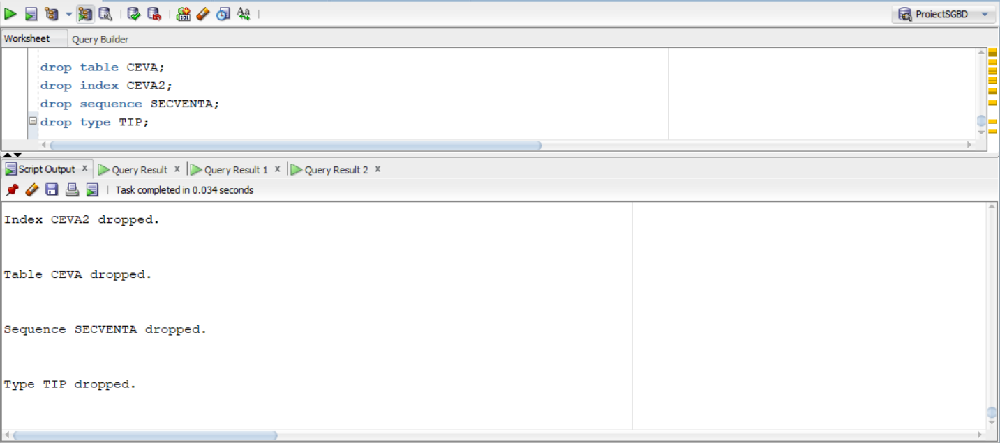 ProiectSGBD
Worksheet Query Builder
drop table CEVA;
drop index CEVA2;
drop sequence SECVENTA;
drop type TIP;
Script Output x Query Result x Query Result 1 x Query Result 2 x
Task completed in 0.034 seconds
Index CEVA2 dropped.
Table CEVA dropped.
Sequence SECVENTA dropped.
Type TIP dropped.